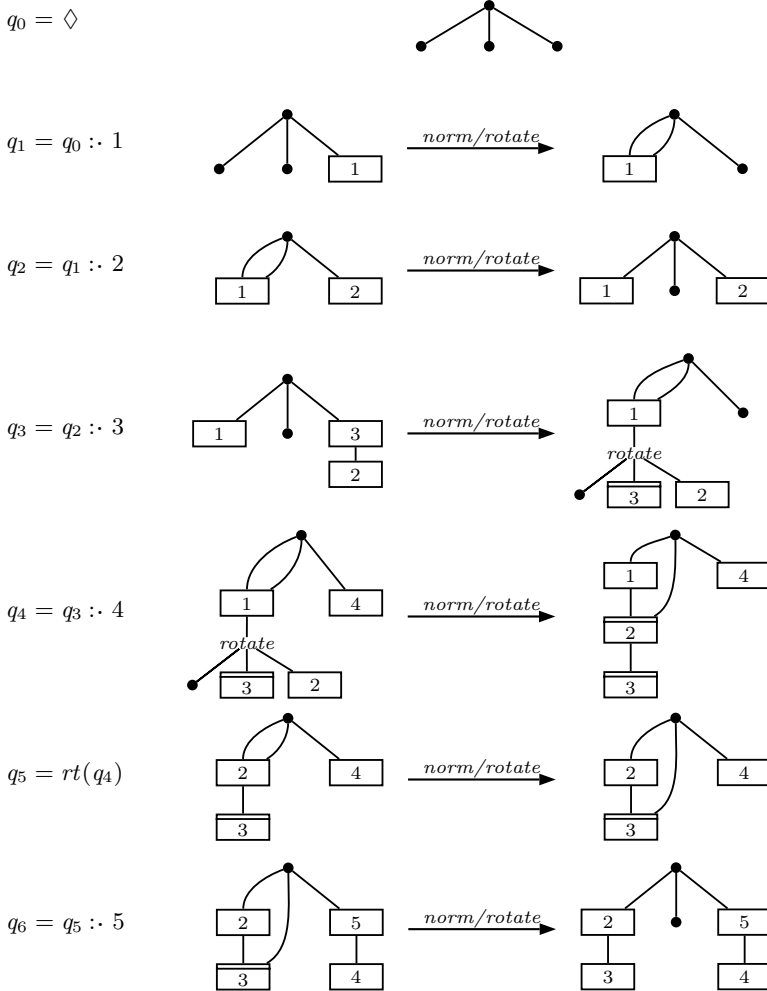 q₀ = ◇
q₁ = q₀ :· 1
norm/rotate
1
1
q₂ = q₁ :· 2
norm/rotate
1
2
1
2
q₃ = q₂ :· 3
norm/rotate
1
3
2
1
rotate
3
2
q₄ = q₃ :· 4
norm/rotate
1
4
rotate
3
2
1
4
2
3
q₅ = rt(q₄)
norm/rotate
2
4
3
2
4
3
q₆ = q₅ :· 5
norm/rotate
2
5
3
4
2
5
3
4